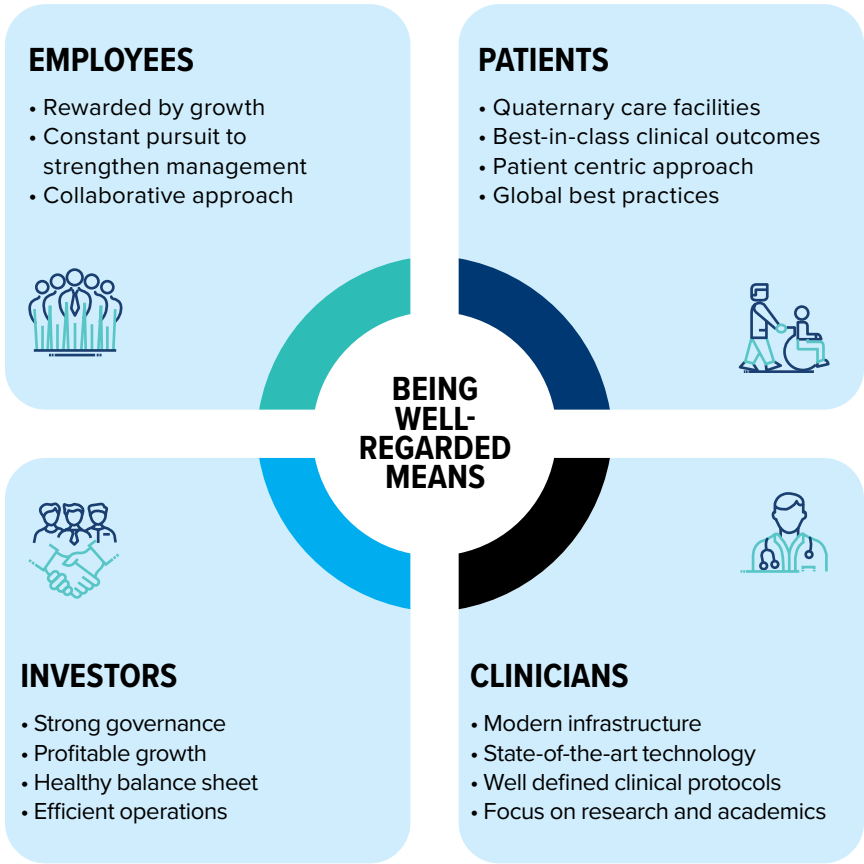 EMPLOYEES
• Rewarded by growth
• Constant pursuit to
strengthen management
• Collaborative approach
PATIENTS
• Quaternary care facilities
• Best-in-class clinical outcomes
• Patient centric approach
• Global best practices
BEING
WELL-
REGARDED
MEANS
INVESTORS
• Strong governance
• Profitable growth
• Healthy balance sheet
• Efficient operations
CLINICIANS
• Modern infrastructure
• State-of-the-art technology
• Well defined clinical protocols
• Focus on research and academics